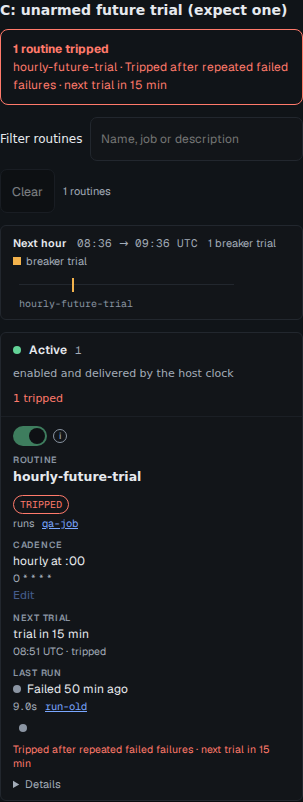 C: unarmed future trial (expect one)
1 routine tripped
hourly-future-trial · Tripped after repeated failed
failures · next trial in 15 min
Filter routines
Name, job or description
Clear
1 routines
Next hour 08:36 → 09:36 UTC 1 breaker trial
breaker trial
hourly-future-trial
Active 1
enabled and delivered by the host clock
1 tripped
ROUTINE
hourly-future-trial
TRIPPED
runs qa-job
CADENCE
hourly at :00
0 * * * *
Edit
NEXT TRIAL
trial in 15 min
08:51 UTC · tripped
LAST RUN
Failed 50 min ago
9.0s run-old
Tripped after repeated failed failures · next trial in 15
min
Details